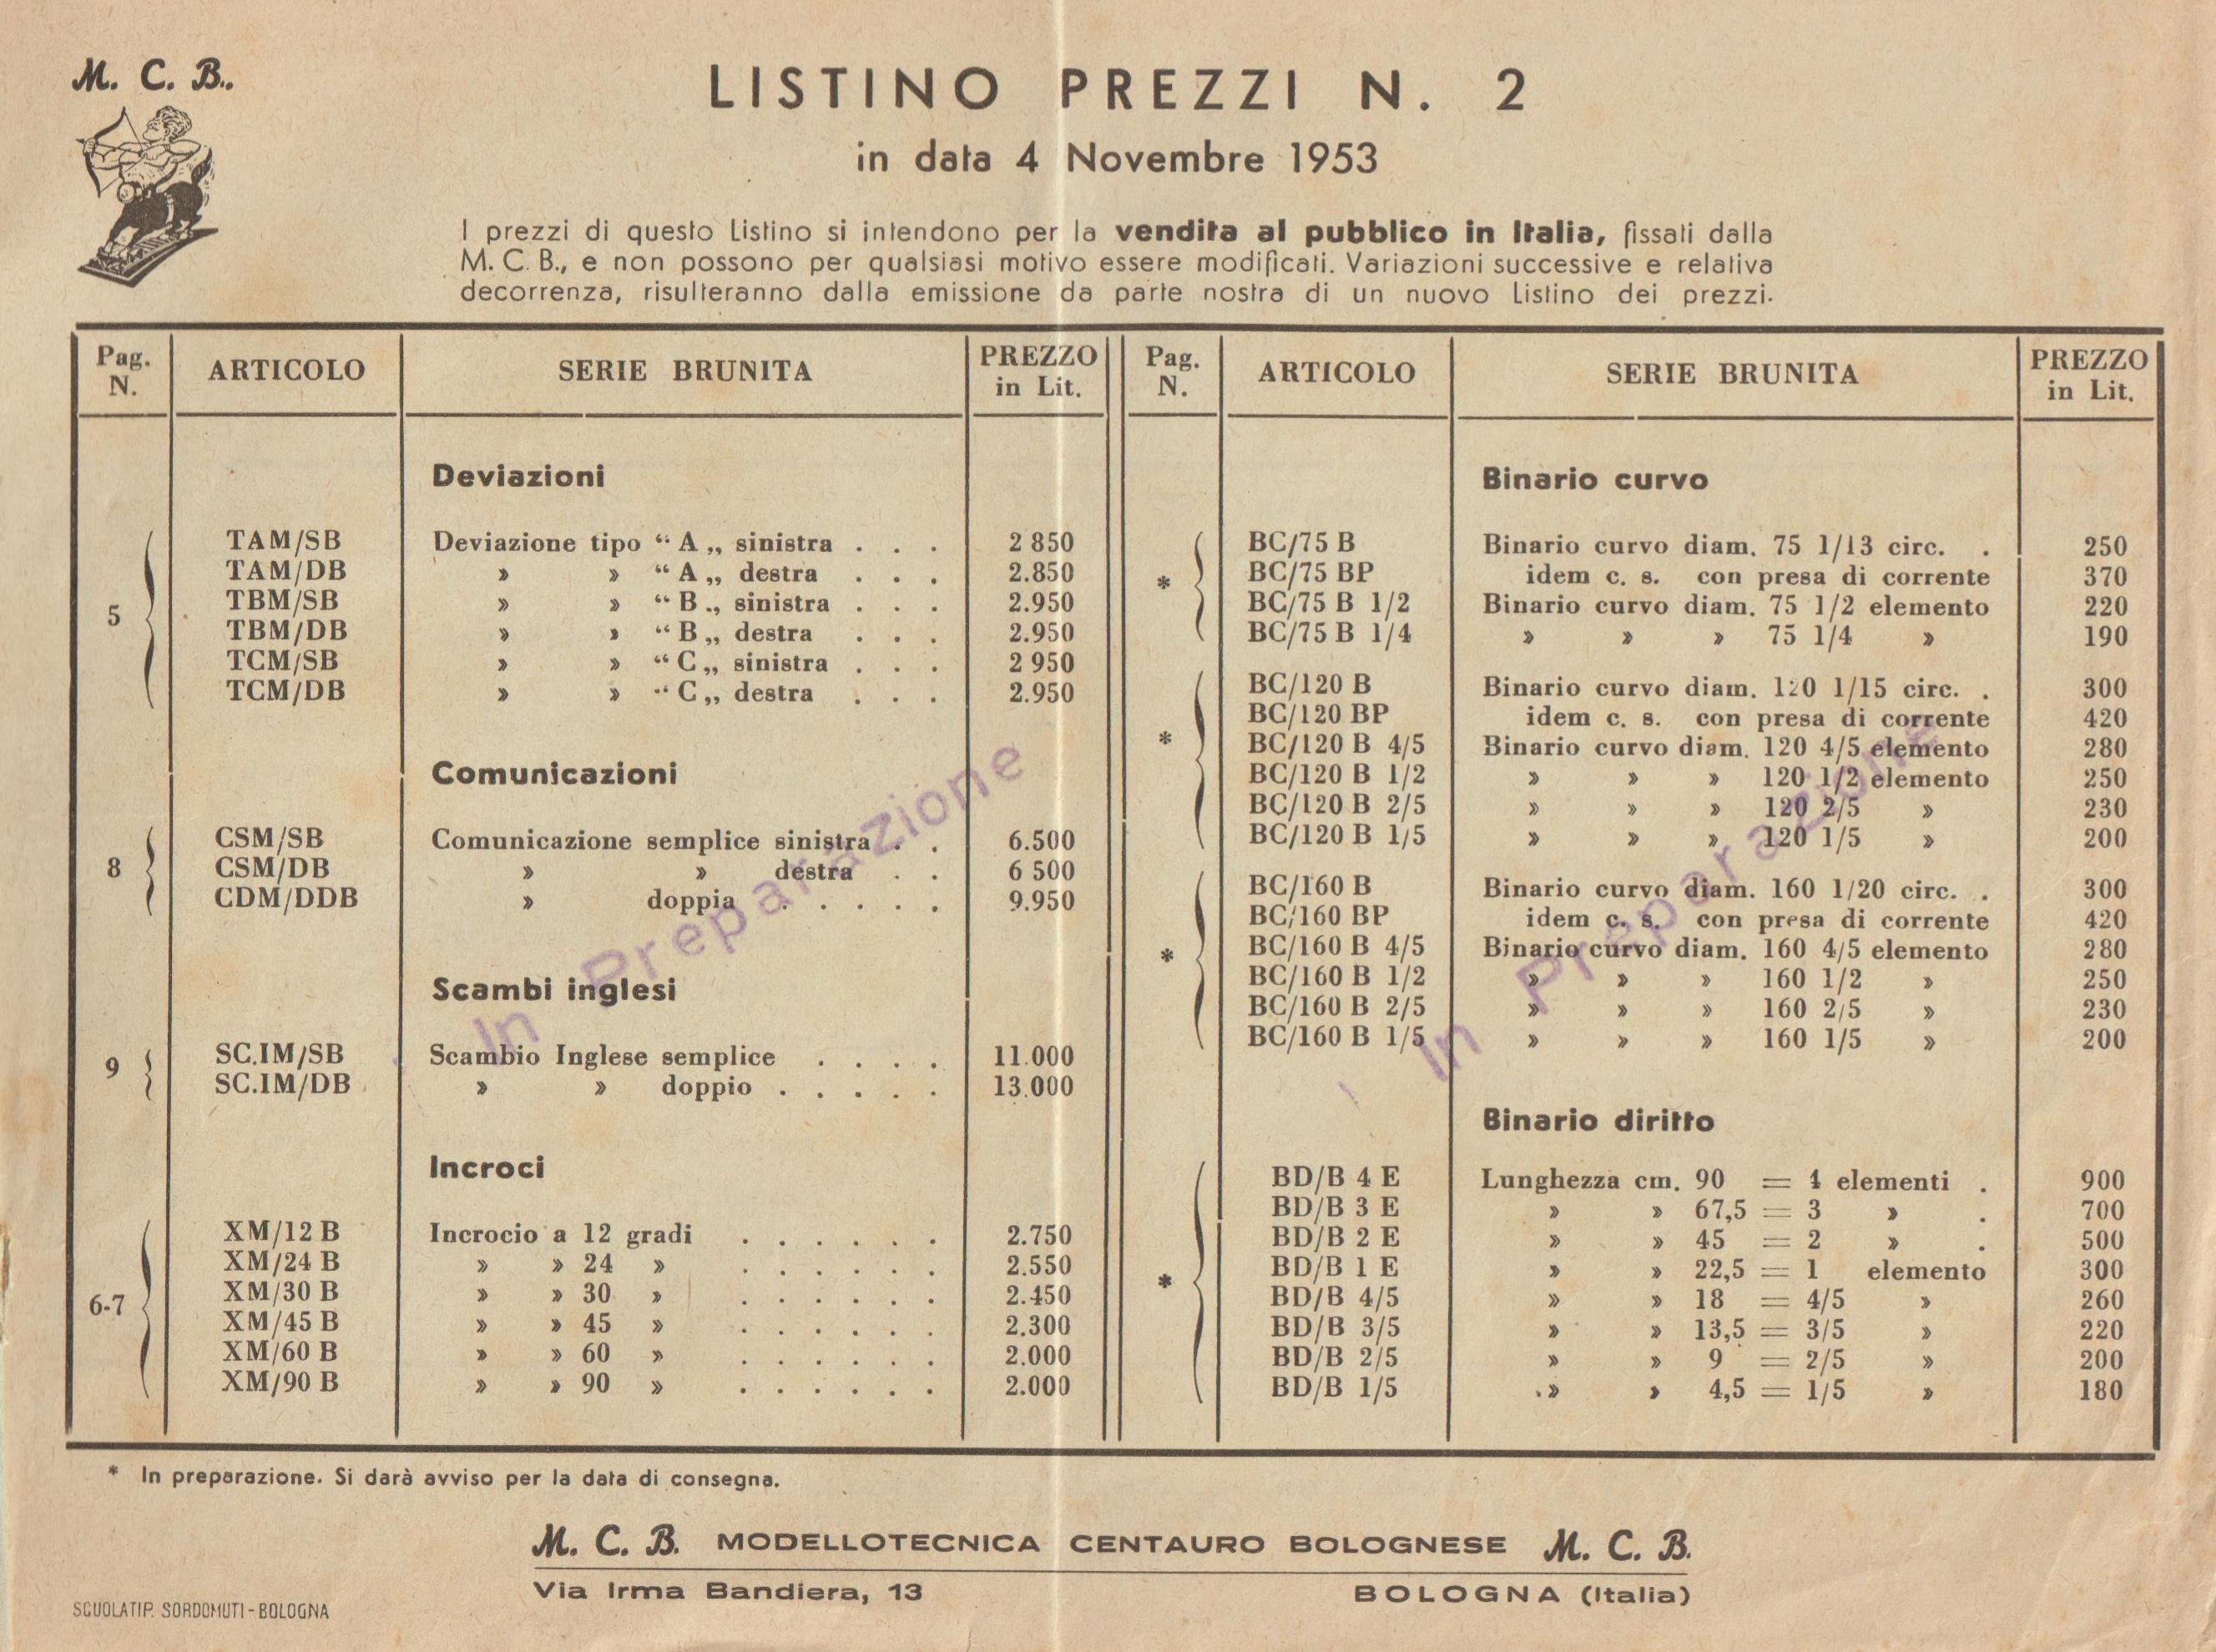 M. C. B..
LISTINO PREZZI N. 2
in data 4 Novembre 1953
I prezzi di questo Listino si intendono per la vendita al pubblico in Italia, fissati dalla
M. C. B., e non possono per qualsiasi motivo essere modificati. Variazioni successive e relativa
decorrenza, risulteranno dalla emissione da parte nostra di un nuovo Listino dei prezzi.
Pag. N. ARTICOLO SERIE BRUNITA PREZZO in Lit.
Deviazioni
5
TAM/SB Deviazione tipo “ A „ sinistra . . . 2 850
TAM/DB » » “ A „ destra . . . 2.850
TBM/SB » » “ B ., sinistra . . . 2.950
TBM/DB » » “ B „ destra . . . 2.950
TCM/SB » » “ C „ sinistra . . . 2 950
TCM/DB » » “ C „ destra . . . 2.950
Comunicazioni
8
CSM/SB Comunicazione semplice sinistra . . 6.500
CSM/DB » » destra . . 6 500
CDM/DDB » doppia . . . . . 9.950
Scambi inglesi
9
SC.IM/SB Scambio Inglese semplice . . . . 11.000
SC.IM/DB » » doppio . . . . . 13.000
Incroci
6-7
XM/12 B Incrocio a 12 gradi . . . . . . 2.750
XM/24 B » » 24 » . . . . . . 2.550
XM/30 B » » 30 » . . . . . . 2.450
XM/45 B » » 45 » . . . . . . 2.300
XM/60 B » » 60 » . . . . . . 2.000
XM/90 B » » 90 » . . . . . . 2.000
In Preparazione
Pag. N. ARTICOLO SERIE BRUNITA PREZZO in Lit.
Binario curvo
*
BC/75 B Binario curvo diam. 75 1/13 circ. . 250
BC/75 BP idem c. s. con presa di corrente 370
BC/75 B 1/2 Binario curvo diam. 75 1/2 elemento 220
BC/75 B 1/4 » » » 75 1/4 » 190
*
BC/120 B Binario curvo diam. 120 1/15 circ. . 300
BC/120 BP idem c. s. con presa di corrente 420
BC/120 B 4/5 Binario curvo diam. 120 4/5 elemento 280
BC/120 B 1/2 » » » 120 1/2 elemento 250
BC/120 B 2/5 » » » 120 2/5 » 230
BC/120 B 1/5 » » » 120 1/5 » 200
*
BC/160 B Binario curvo diam. 160 1/20 circ. . 300
BC/160 BP idem c. s. con presa di corrente 420
BC/160 B 4/5 Binario curvo diam. 160 4/5 elemento 280
BC/160 B 1/2 » » » 160 1/2 » 250
BC/160 B 2/5 » » » 160 2/5 » 230
BC/160 B 1/5 » » » 160 1/5 » 200
Binario diritto
*
BD/B 4 E Lunghezza cm. 90 = 4 elementi . 900
BD/B 3 E » » 67,5 = 3 » . 700
BD/B 2 E » » 45 = 2 » . 500
BD/B 1 E » » 22,5 = 1 elemento 300
BD/B 4/5 » » 18 = 4/5 » 260
BD/B 3/5 » » 13,5 = 3/5 » 220
BD/B 2/5 » » 9 = 2/5 » 200
BD/B 1/5 » » 4,5 = 1/5 » 180
In Preparazione
* In preparazione. Si darà avviso per la data di consegna.
M. C. B. MODELLOTECNICA CENTAURO BOLOGNESE M. C. B.
Via Irma Bandiera, 13 BOLOGNA (Italia)
SCUOLA TIP. SORDOMUTI - BOLOGNA